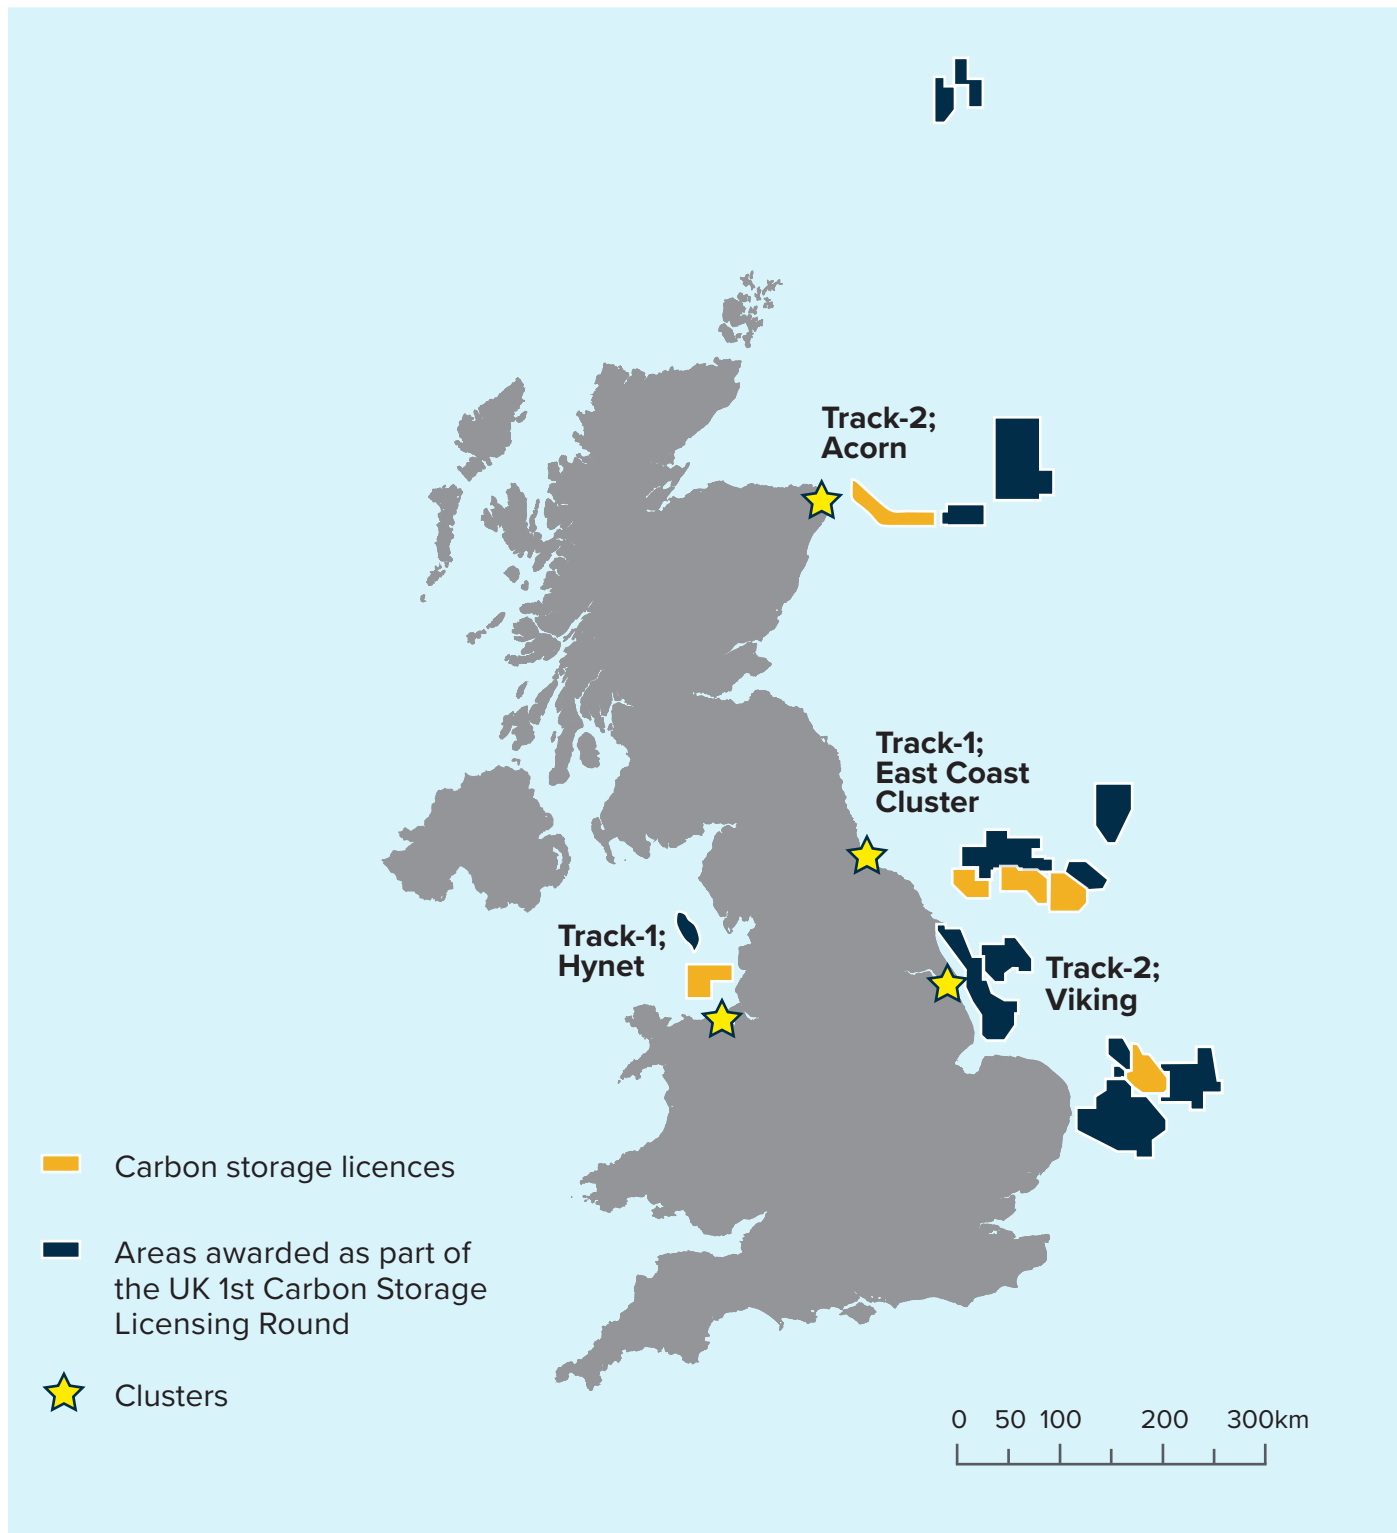 Track-2;
Acorn
Track-1;
East Coast
Cluster
Track-1;
Hynet
Track-2;
Viking
Carbon storage licences
Areas awarded as part of
the UK 1st Carbon Storage
Licensing Round
Clusters
0 50 100 200 300km